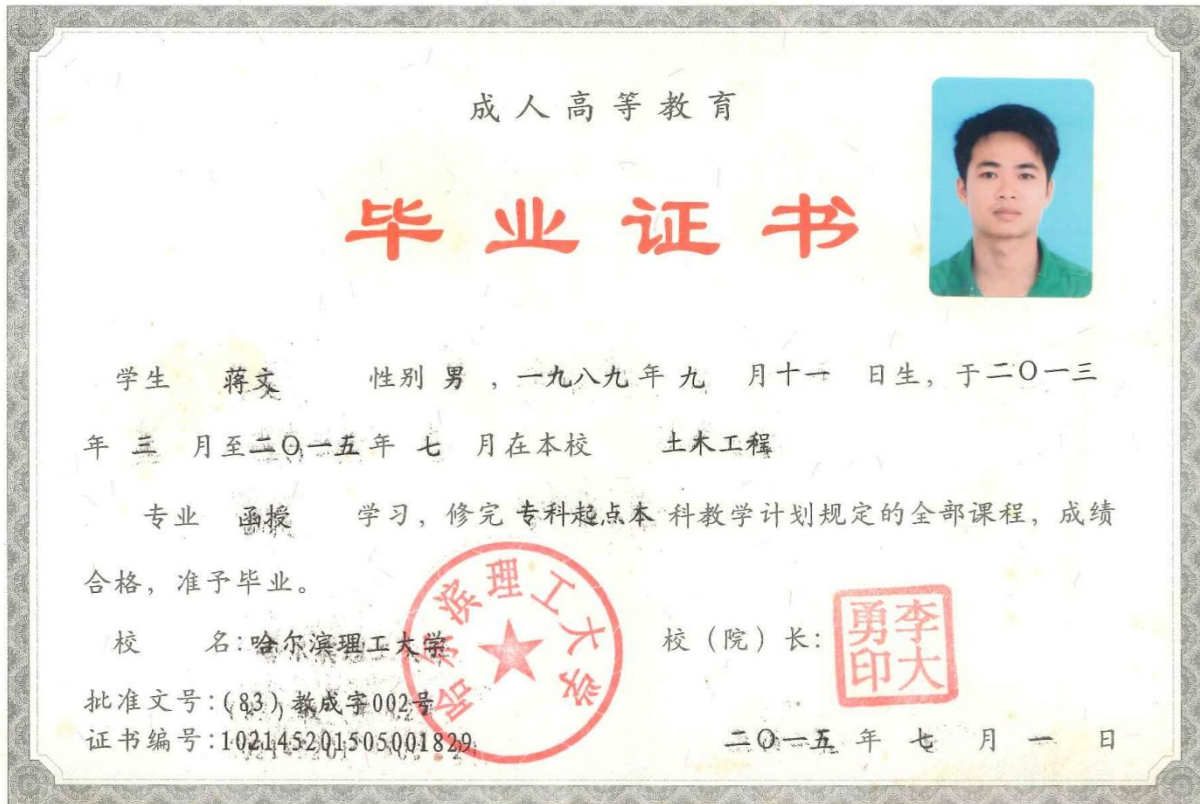 成人高等教育
毕业证书
学生 蒋文 性别 男 ，一九八九 年 九 月十一 日生，于二〇一三
年 三 月至二〇一五年 七 月在本校 土木工程
专业 函授 学习，修完 专科起点本 科教学计划规定的全部课程，成绩
合格，准予毕业。
校 名：哈尔滨理工大学 校（院）长：
哈尔滨理工大学
李大勇印
批准文号：(83) 教成字002号
证书编号：102145201505001829
二〇一五 年 七 月 一 日